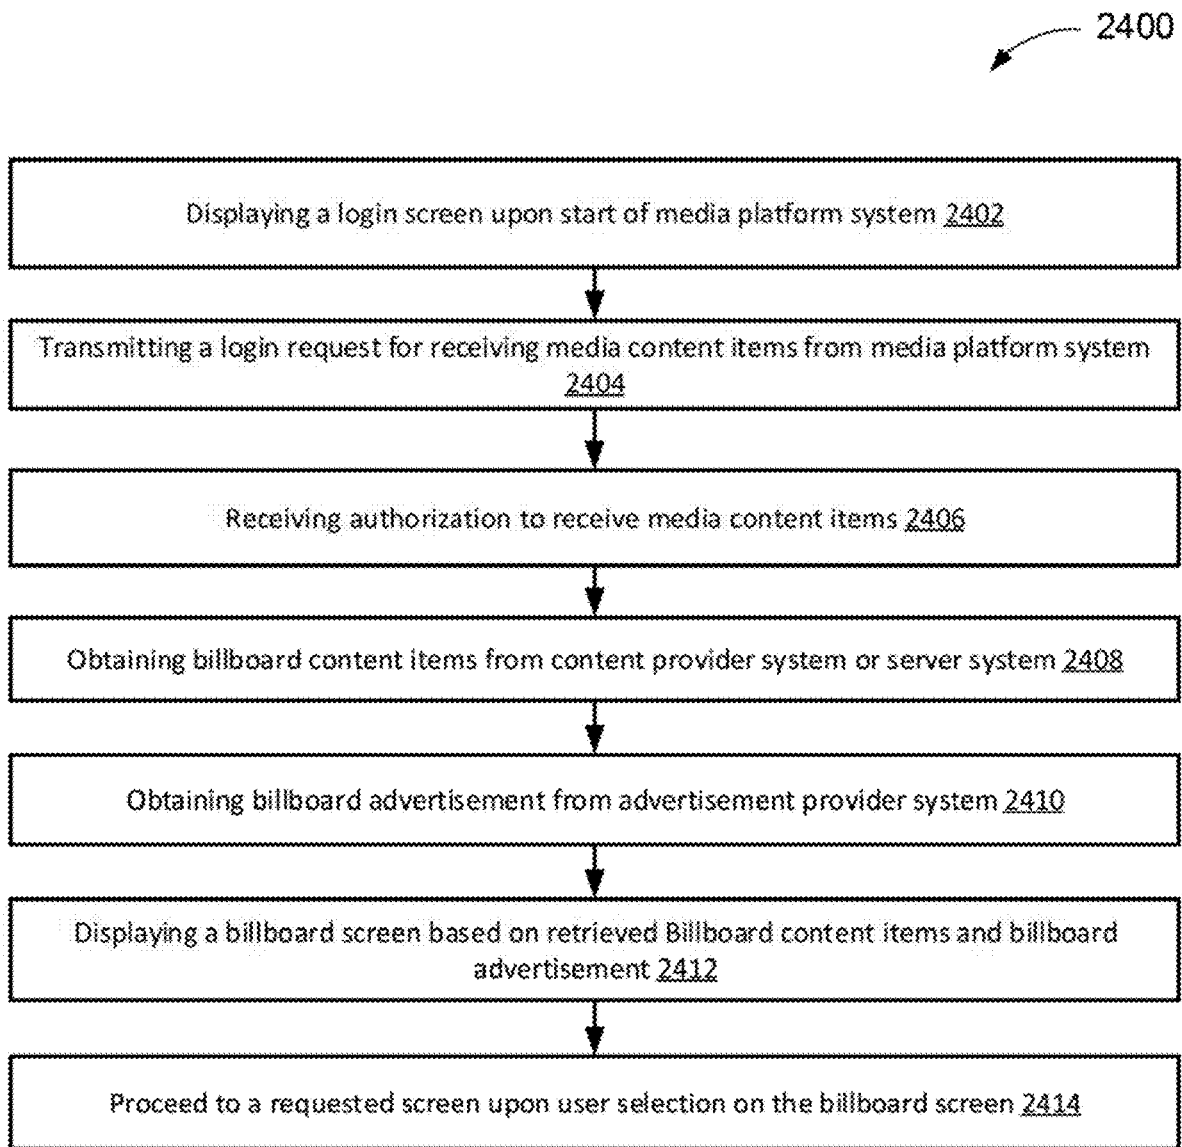 2400
Displaying a login screen upon start of media platform system 2402
Transmitting a login request for receiving media content items from media platform system
2404
Receiving authorization to receive media content items 2406
Obtaining billboard content items from content provider system or server system 2408
Obtaining billboard advertisement from advertisement provider system 2410
Displaying a billboard screen based on retrieved Billboard content items and billboard
advertisement 2412
Proceed to a requested screen upon user selection on the billboard screen 2414